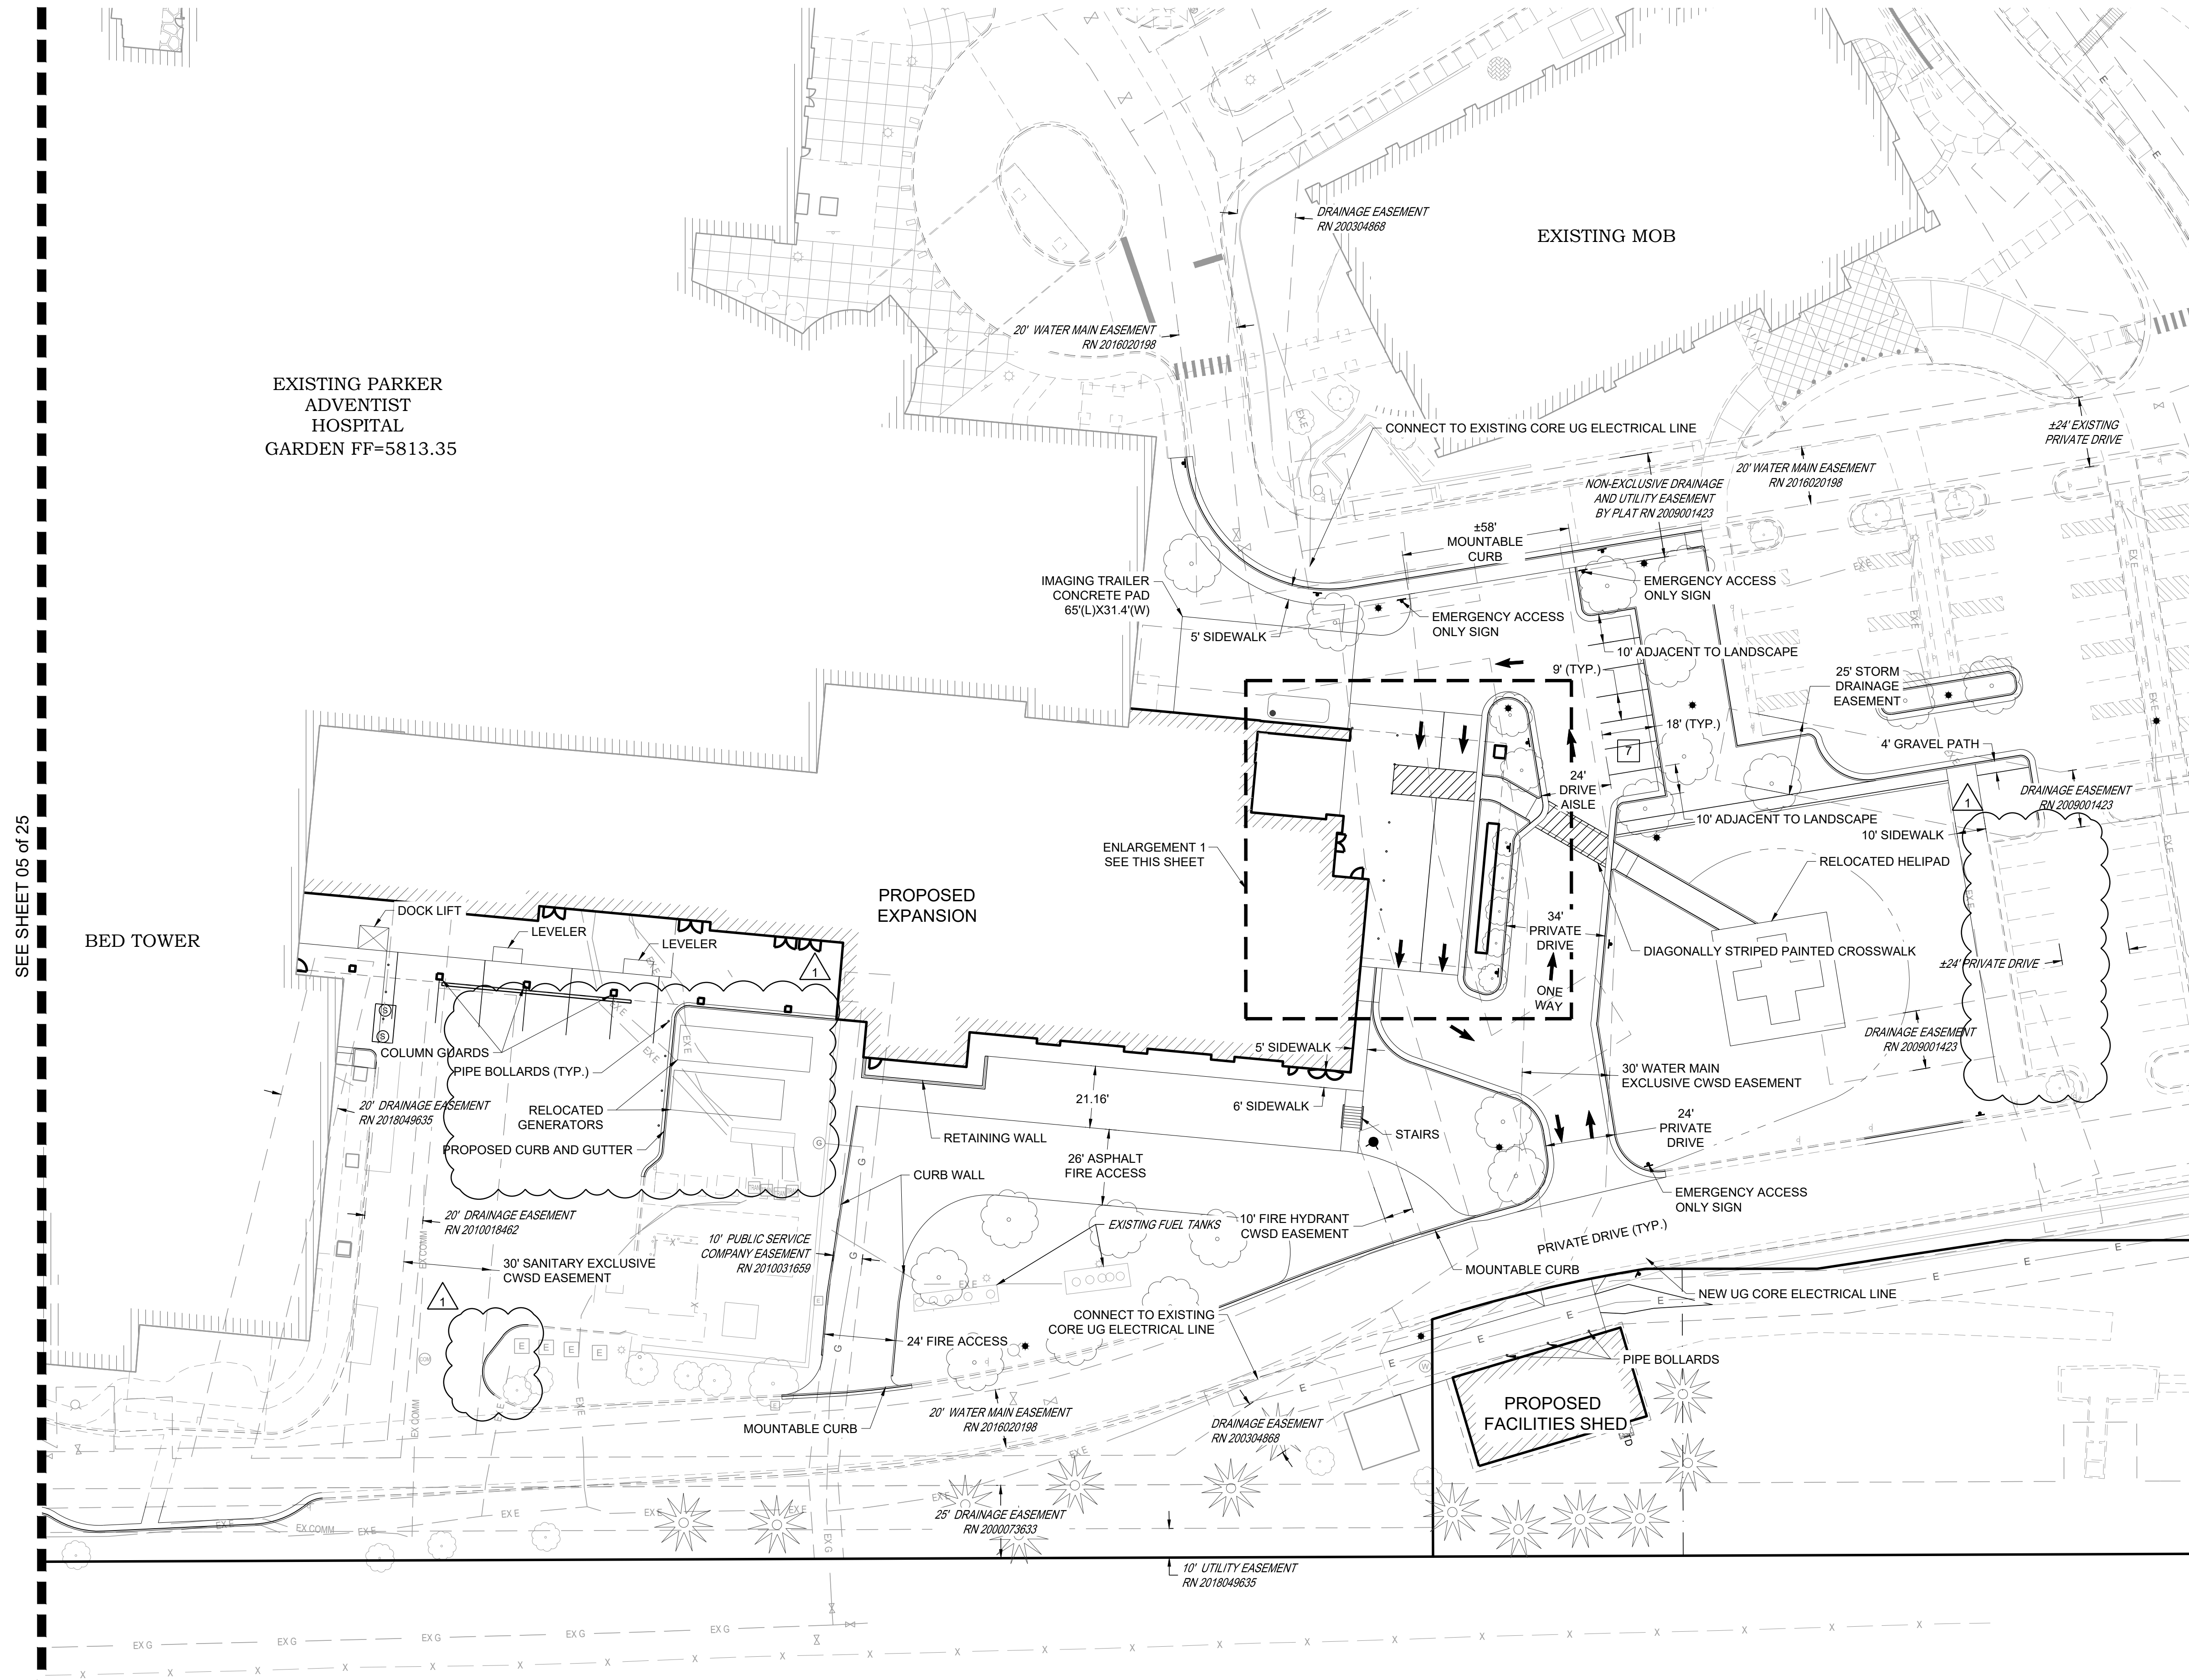 SEE SHEET 05 of 25
EXISTING PARKER
ADVENTIST
HOSPITAL
GARDEN FF=5813.35
DRAINAGE EASEMENT
RN 200304868
EXISTING MOB
20' WATER MAIN EASEMENT
RN 2016020198
EX.E
CONNECT TO EXISTING CORE UG ELECTRICAL LINE
±24' EXISTING
PRIVATE DRIVE
20' WATER MAIN EASEMENT
RN 2016020198
NON-EXCLUSIVE DRAINAGE
AND UTILITY EASEMENT
BY PLAT RN 2009001423
±58'
MOUNTABLE
CURB
IMAGING TRAILER
CONCRETE PAD
65'(L)X31.4'(W)
EMERGENCY ACCESS
ONLY SIGN
EMERGENCY ACCESS
ONLY SIGN
5' SIDEWALK
10' ADJACENT TO LANDSCAPE
9' (TYP.)
25' STORM
DRAINAGE
EASEMENT
18' (TYP.)
7
4' GRAVEL PATH
24'
DRIVE
AISLE
DRAINAGE EASEMENT
RN 2009001423
1
10' ADJACENT TO LANDSCAPE
10' SIDEWALK
ENLARGEMENT 1
SEE THIS SHEET
RELOCATED HELIPAD
PROPOSED
EXPANSION
BED TOWER
DOCK LIFT
LEVELER
LEVELER
34'
PRIVATE
DRIVE
ONE
WAY
DIAGONALLY STRIPED PAINTED CROSSWALK
±24' PRIVATE DRIVE
1
DRAINAGE EASEMENT
RN 2009001423
S
S
COLUMN GUARDS
PIPE BOLLARDS (TYP.)
5' SIDEWALK
30' WATER MAIN
EXCLUSIVE CWSD EASEMENT
20' DRAINAGE EASEMENT
RN 2018049635
RELOCATED
GENERATORS
21.16'
6' SIDEWALK
24'
PRIVATE
DRIVE
PROPOSED CURB AND GUTTER
RETAINING WALL
STAIRS
G
26' ASPHALT
FIRE ACCESS
CURB WALL
EMERGENCY ACCESS
ONLY SIGN
20' DRAINAGE EASEMENT
RN 2010018462
10' PUBLIC SERVICE
COMPANY EASEMENT
RN 2010031659
EXISTING FUEL TANKS
10' FIRE HYDRANT
CWSD EASEMENT
PRIVATE DRIVE (TYP.)
30' SANITARY EXCLUSIVE
CWSD EASEMENT
MOUNTABLE CURB
1
NEW UG CORE ELECTRICAL LINE
CONNECT TO EXISTING
CORE UG ELECTRICAL LINE
24' FIRE ACCESS
E
E
E
E
PIPE BOLLARDS
W
PROPOSED
FACILITIES SHED
20' WATER MAIN EASEMENT
RN 2016020198
MOUNTABLE CURB
DRAINAGE EASEMENT
RN 200304868
25' DRAINAGE EASEMENT
RN 2000073633
EX.COMM
EX E
EX G
10' UTILITY EASEMENT
RN 2018049635
EX G
EX G
EX G
EX G
EX G